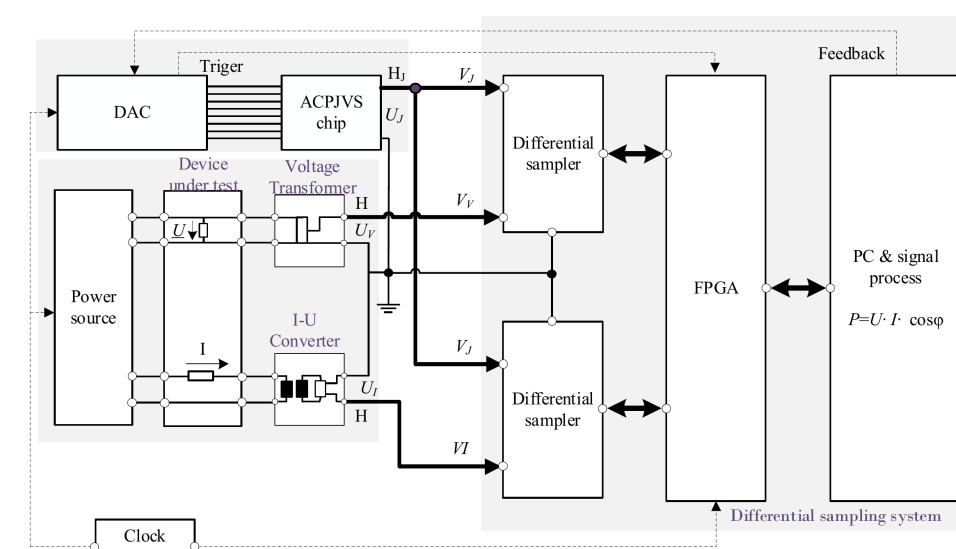 Feedback
Triger
DAC
ACPJVS
chip
H_J
U_J
V_J
Differential
sampler
Device
under test
Voltage
Transformer
U
H
U_V
V_V
Power
source
FPGA
PC & signal
process
P=U· I· cosφ
I-U
Converter
I
U_I
H
V_J
Differential
sampler
VI
Differential sampling system
Clock